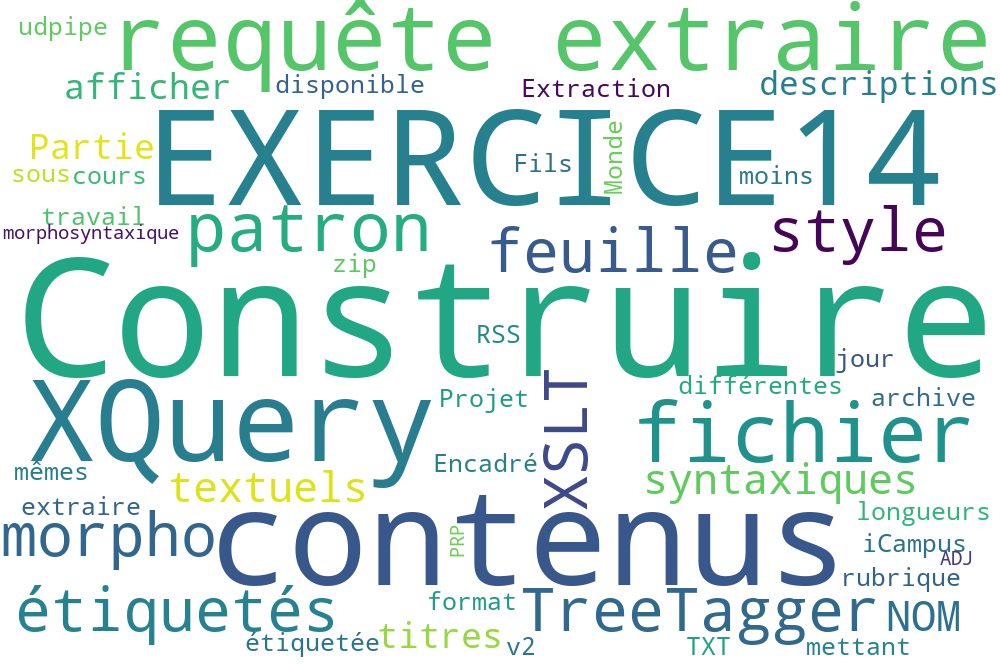 udpipe
requête extraire
afficher
disponible
Extraction
descriptions
EXERCICE14
Partie
Fils
Monde
moins
sous
cours
travail
patron
style
morphosyntaxique
feuille
zip
Construire
RSS
jour
XQuery
Projet
XSLT
différentes
archive
fichier
mêmes
textuels
Encadré
syntaxiques
extraire
morpho
contenus
longueurs
PRP
iCampus
ADJ
rubrique
étiquetés
format
TreeTagger
NOM
étiquetée
titres
v2
TXT
mettant